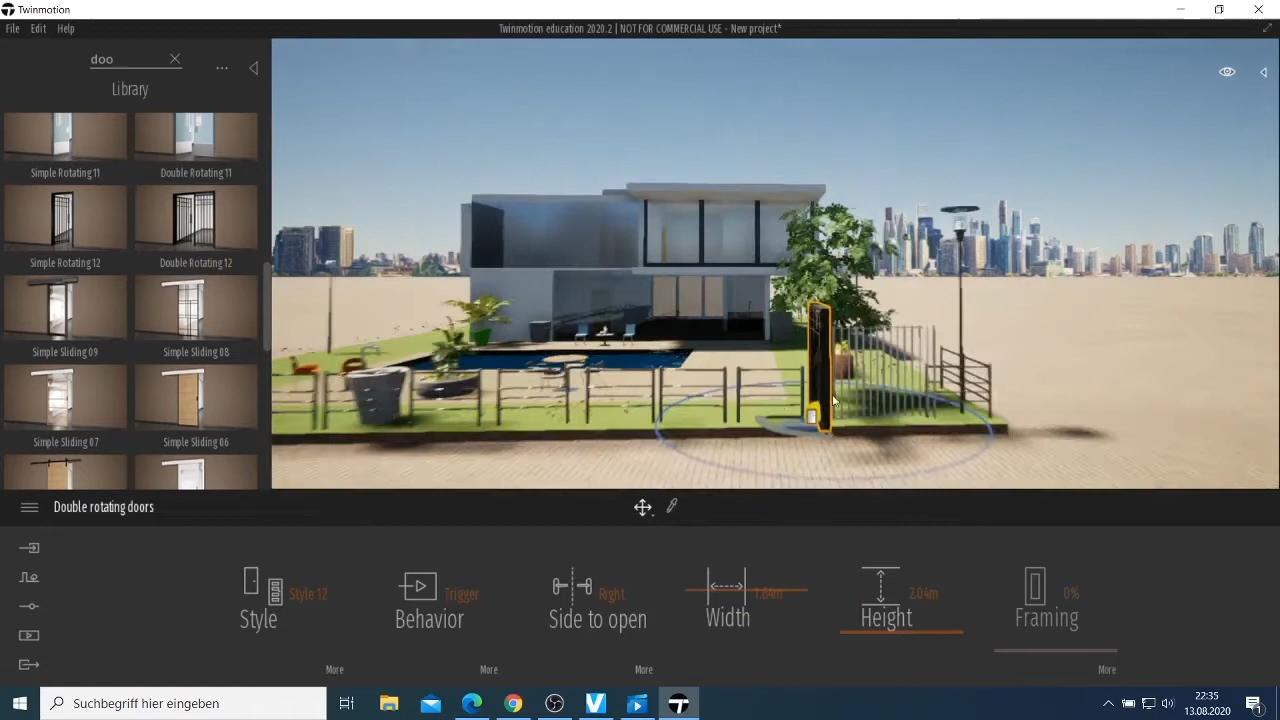 Twinmotion
File Edit Help
Twinmotion education 2020.2 | NOT FOR COMMERCIAL USE - New project*
doo
Library
Simple Rotating 11 Double Rotating 11
Simple Rotating 12 Double Rotating 12
Simple Sliding 09 Simple Sliding 08
Simple Sliding 07 Simple Sliding 06
Double rotating doors
Style 12 Trigger Right 1.64m 2.04m 0%
Style Behavior Side to open Width Height Framing
More More More More
Suchbegriff hier eingeben
22:35
13.08.2020